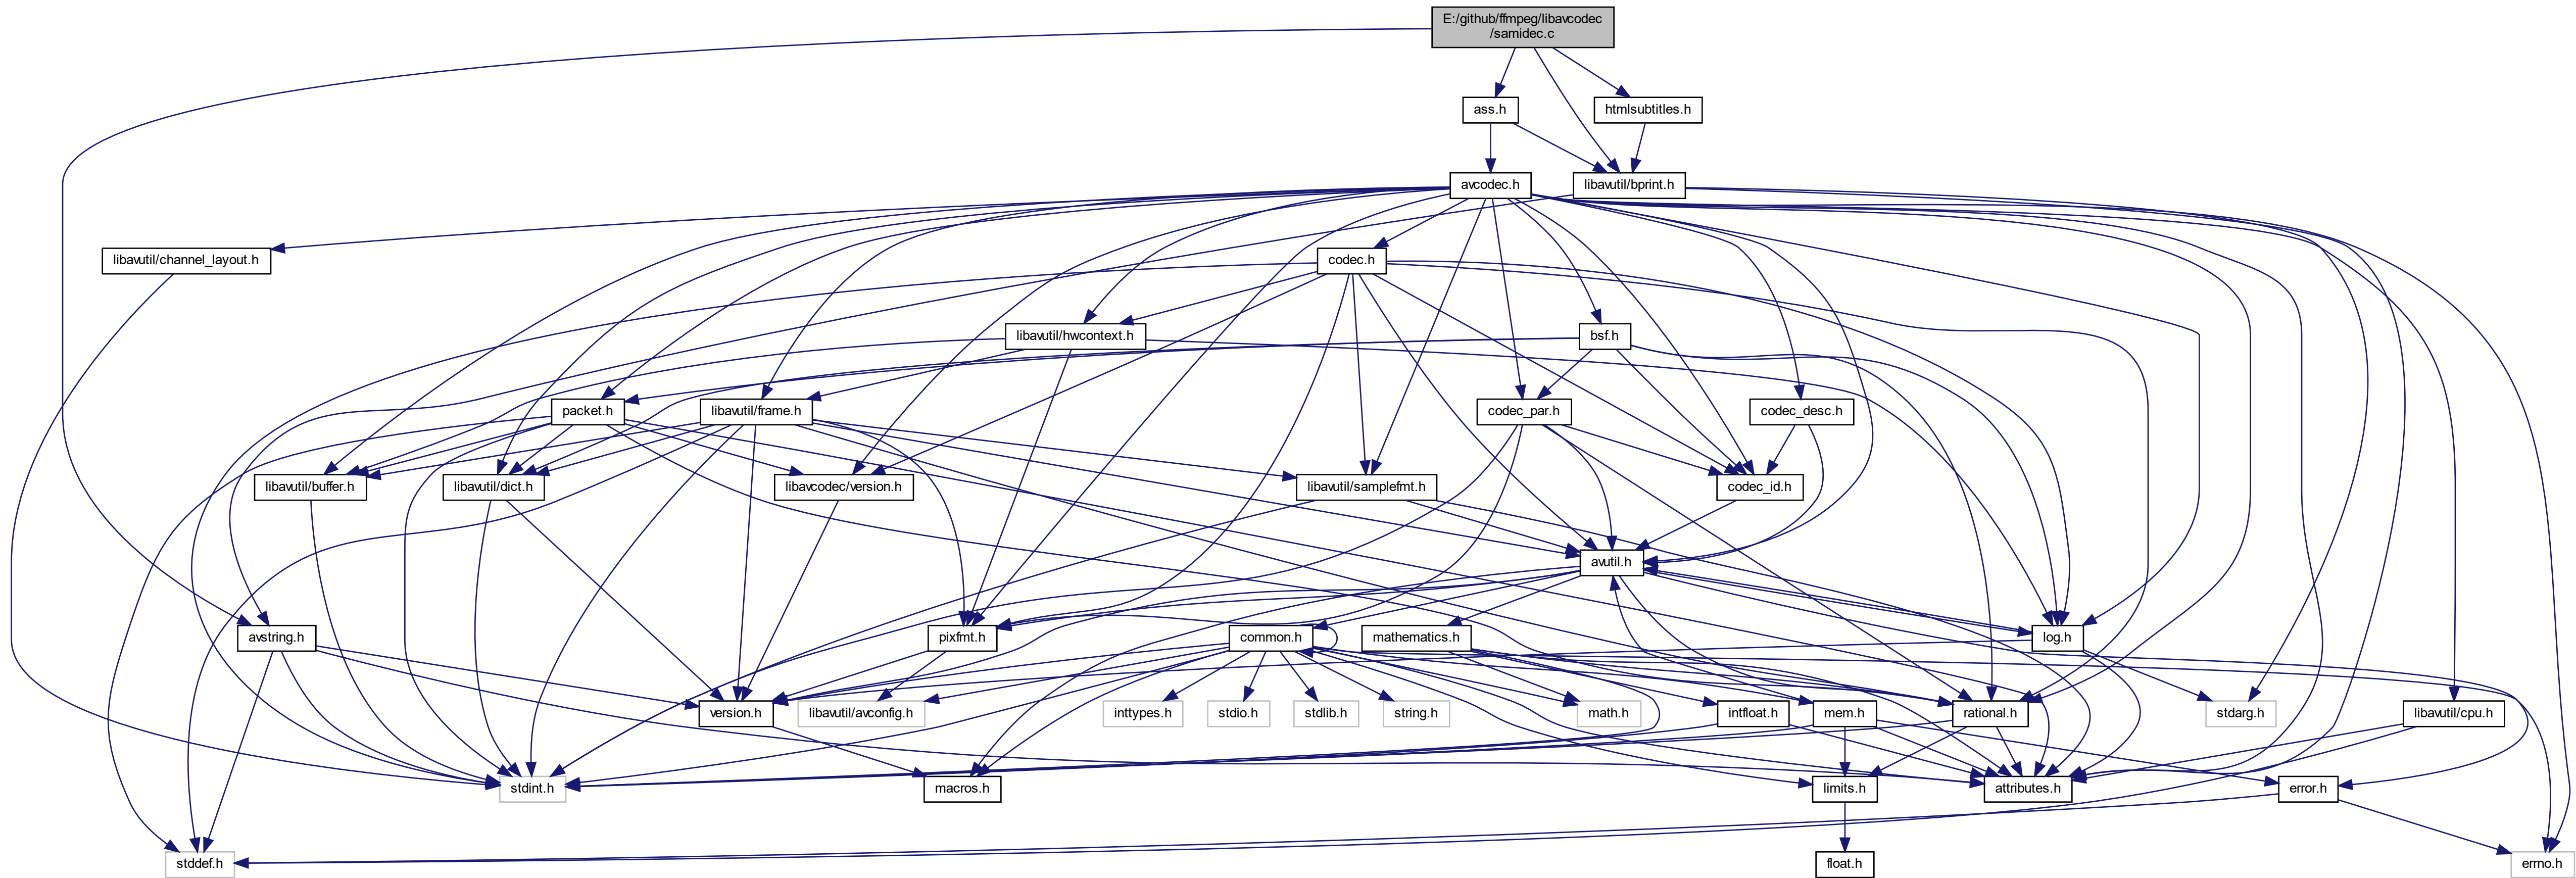 E:/github/ffmpeg/libavcodec
/samidec.c
ass.h
htmlsubtitles.h
avcodec.h
libavutil/bprint.h
libavutil/channel_layout.h
codec.h
libavutil/hwcontext.h
bsf.h
packet.h
libavutil/frame.h
codec_par.h
codec_desc.h
libavutil/buffer.h
libavutil/dict.h
libavcodec/version.h
libavutil/samplefmt.h
codec_id.h
avutil.h
avstring.h
pixfmt.h
common.h
mathematics.h
log.h
version.h
libavutil/avconfig.h
inttypes.h
stdio.h
stdlib.h
string.h
math.h
intfloat.h
mem.h
rational.h
stdarg.h
libavutil/cpu.h
stdint.h
macros.h
limits.h
attributes.h
error.h
stddef.h
float.h
errno.h